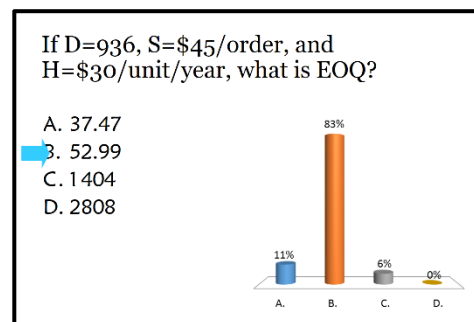 If D=936, S=$45/order, and
H=$30/unit/year, what is EOQ?
A. 37.47
B. 52.99
C. 1404
D. 2808
83%
11%
6%
0%
A. B. C. D.